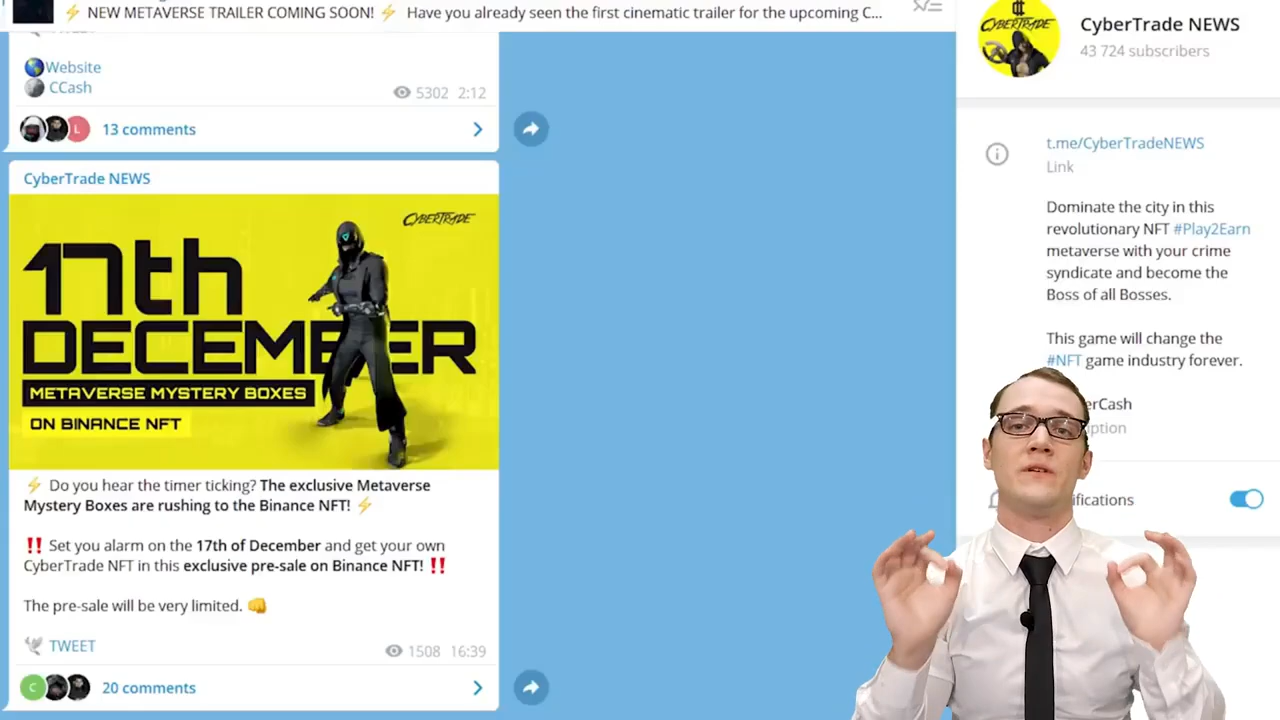 ⚡ NEW METAVERSE TRAILER COMING SOON! ⚡ Have you already seen the first cinematic trailer for the upcoming C...
Website
CCash
5302 2:12
L
13 comments
CyberTrade NEWS
CYBERTRADE
17th
DECEMBER
METAVERSE MYSTERY BOXES
ON BINANCE NFT
⚡ Do you hear the timer ticking? The exclusive Metaverse
Mystery Boxes are rushing to the Binance NFT! ⚡
‼️ Set you alarm on the 17th of December and get your own
CyberTrade NFT in this exclusive pre-sale on Binance NFT! ‼️
The pre-sale will be very limited. 👊
TWEET
1508 16:39
C
20 comments
CYBERTRADE
CyberTrade NEWS
43 724 subscribers
t.me/CyberTradeNEWS
Link
Dominate the city in this
revolutionary NFT #Play2Earn
metaverse with your crime
syndicate and become the
Boss of all Bosses.
This game will change the
#NFT game industry forever.
erCash
ption
ifications